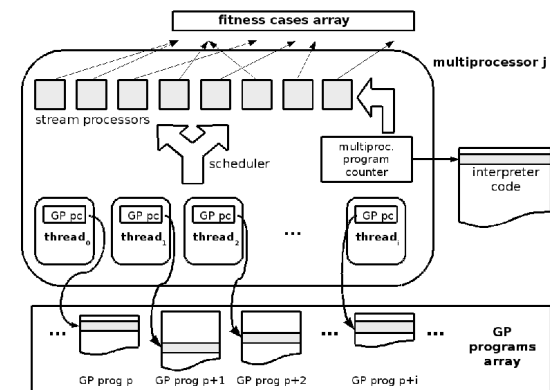 fitness cases array
multiprocessor j
stream processors
scheduler
multiproc.
program
counter
interpreter
code
GP pc
GP pc
GP pc
GP pc
thread0
thread1
thread2
...
threadi
...
...
...
GP
programs
array
GP prog p
GP prog p+1
GP prog p+2
GP prog p+i